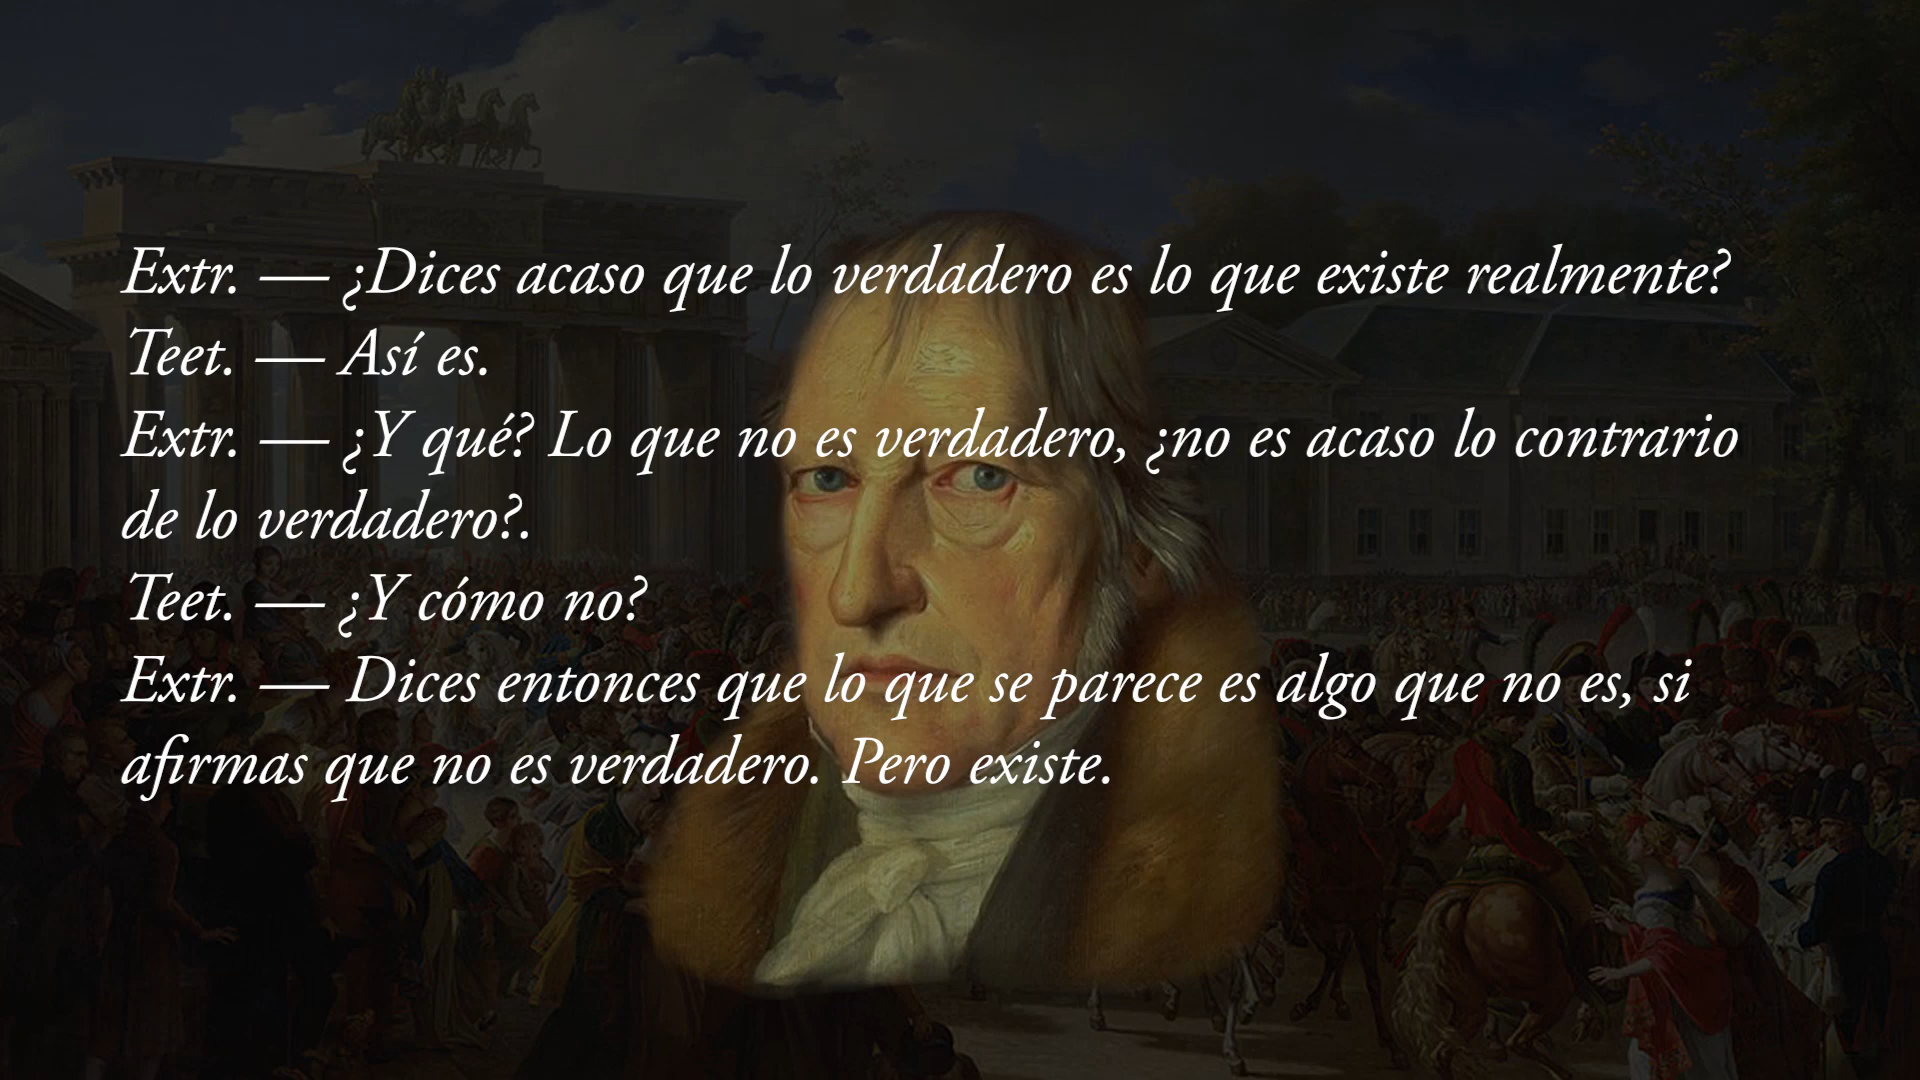 Extr. — ¿Dices acaso que lo verdadero es lo que existe realmente?
Teet. — Así es.
Extr. — ¿Y qué? Lo que no es verdadero, ¿no es acaso lo contrario
de lo verdadero?.
Teet. — ¿Y cómo no?
Extr. — Dices entonces que lo que se parece es algo que no es, si
afirmas que no es verdadero. Pero existe.